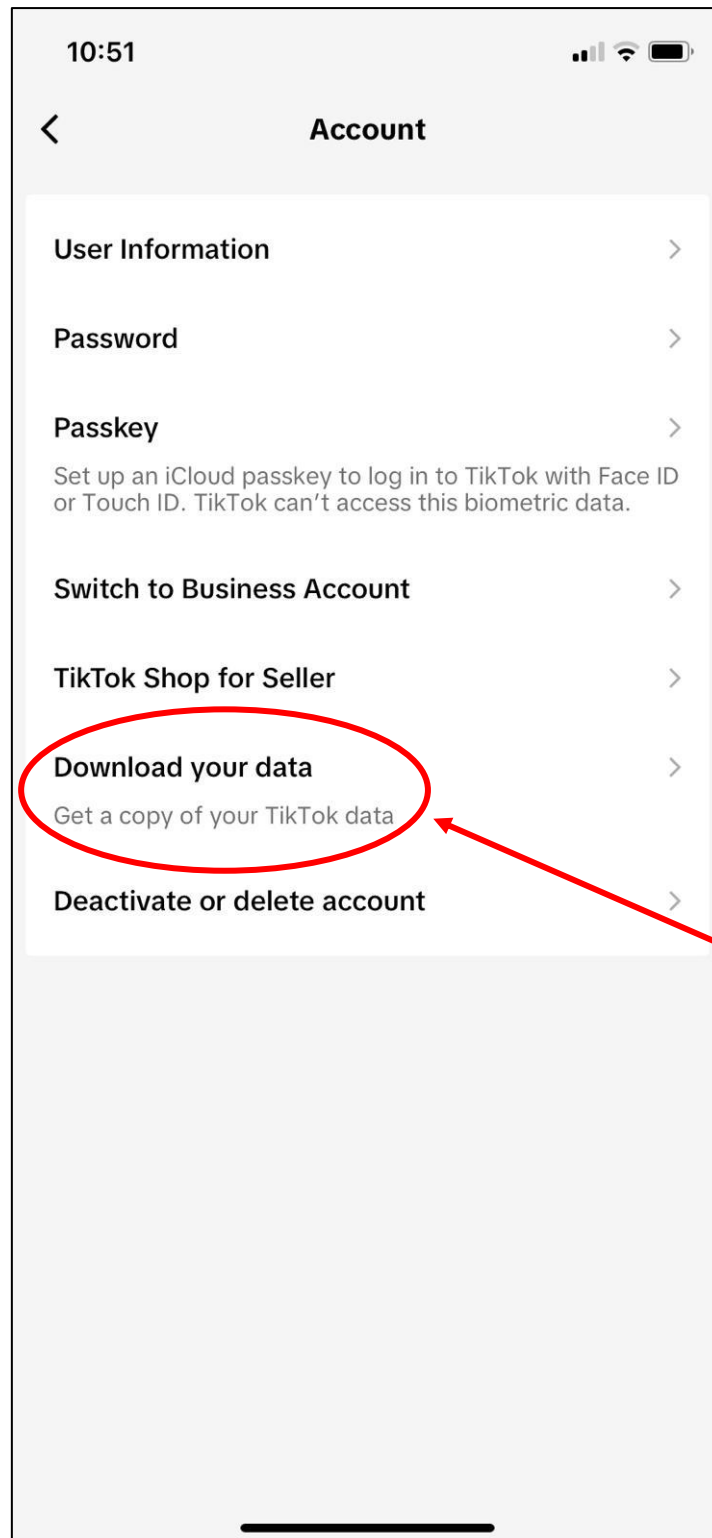 10:51
Account
User Information
Password
Passkey
Set up an iCloud passkey to log in to TikTok with Face ID
or Touch ID. TikTok can't access this biometric data.
Switch to Business Account
TikTok Shop for Seller
Download your data
Get a copy of your TikTok data
Deactivate or delete account